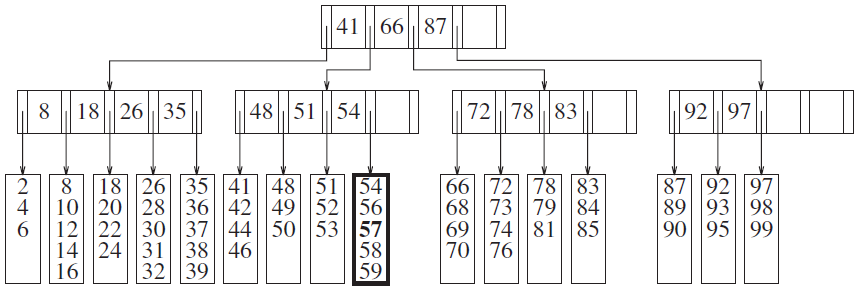 41 66 87
8 18 26 35 48 51 54 72 78 83 92 97
2 8 18 26 35 41 48 51 54 66 72 78 83 87 92 97
4 10 20 28 36 42 49 52 56 68 73 79 84 89 93 98
6 12 22 30 37 44 50 53 57 69 74 81 85 90 95 99
14 24 31 38 46 58 70 76
16 32 39 59